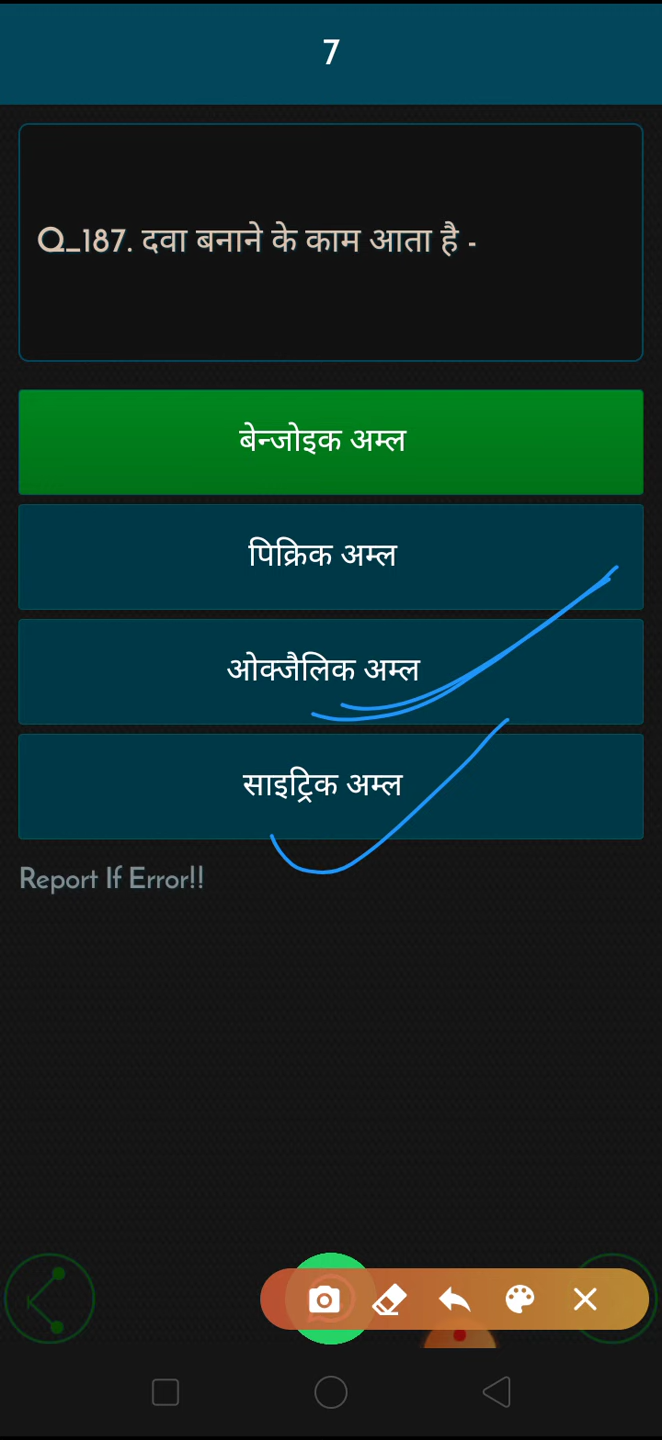 7
Q_187. दवा बनाने के काम आता है -
बेन्जोइक अम्ल
पिक्रिक अम्ल
ओक्जैलिक अम्ल
साइट्रिक अम्ल
Report If Error!!